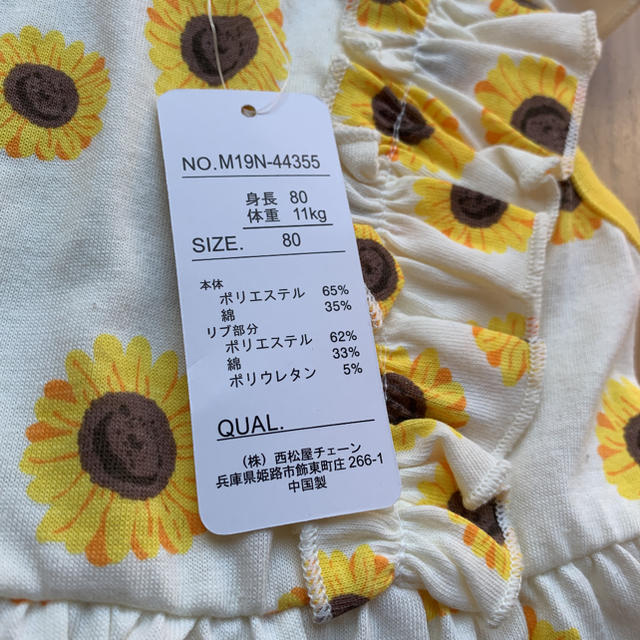 NO.M19N-44355
身長 80
体重 11kg
SIZE. 80
本体
ポリエステル 65%
綿 35%
リブ部分
ポリエステル 62%
綿 33%
ポリウレタン 5%
QUAL.
(株) 西松屋チェーン
兵庫県姫路市飾東町庄266-1
中国製